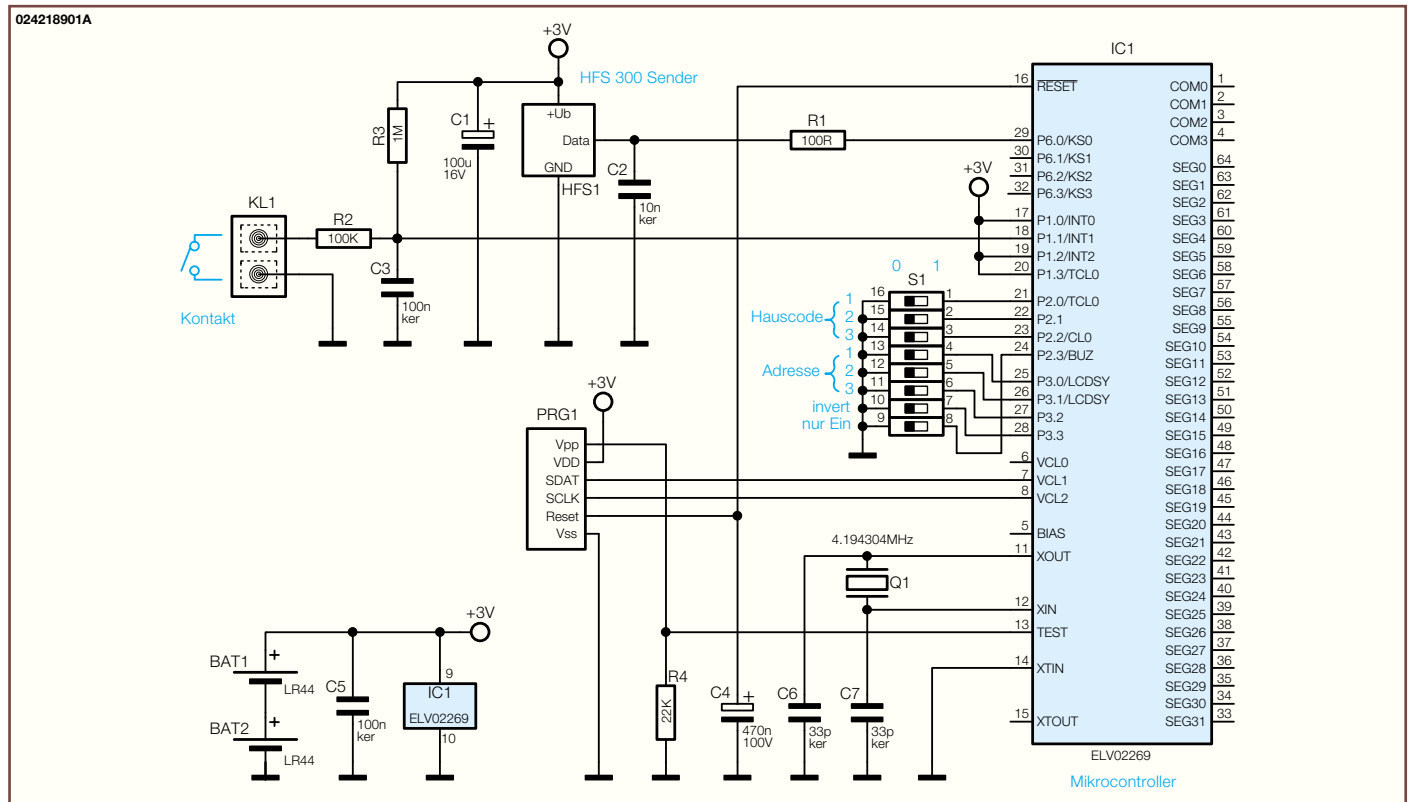 024218901A
+3V
HFS 300 Sender
+Ub
Data
GND
HFS1
R3
1M
C1
+
100u
16V
C2
10n
ker
R1
100R
KL1
R2
100K
C3
100n
ker
Kontakt
+3V
0 1
S1
Hauscode
1
2
3
Adresse
1
2
3
invert
nur Ein
16 1
15 2
14 3
13 4
12 5
11 6
10 7
9 8
PRG1
+3V
Vpp
VDD
SDAT
SCLK
Reset
Vss
4.194304MHz
Q1
BAT1
+
LR44
BAT2
+
LR44
C5
100n
ker
+3V
9
IC1
ELV02269
10
R4
22K
C4
+
470n
100V
C6
33p
ker
C7
33p
ker
IC1
16 RESET
29 P6.0/KS0
30 P6.1/KS1
31 P6.2/KS2
32 P6.3/KS3
17 P1.0/INT0
18 P1.1/INT1
19 P1.2/INT2
20 P1.3/TCL0
21 P2.0/TCL0
22 P2.1
23 P2.2/CL0
24 P2.3/BUZ
25 P3.0/LCDSY
26 P3.1/LCDSY
27 P3.2
28 P3.3
6 VCL0
7 VCL1
8 VCL2
5 BIAS
11 XOUT
12 XIN
13 TEST
14 XTIN
15 XTOUT
COM0 1
COM1 2
COM2 3
COM3 4
SEG0 64
SEG1 63
SEG2 62
SEG3 61
SEG4 60
SEG5 59
SEG6 58
SEG7 57
SEG8 56
SEG9 55
SEG10 54
SEG11 53
SEG12 52
SEG13 51
SEG14 50
SEG15 49
SEG16 48
SEG17 47
SEG18 46
SEG19 45
SEG20 44
SEG21 43
SEG22 42
SEG23 41
SEG24 40
SEG25 39
SEG26 38
SEG27 37
SEG28 36
SEG29 35
SEG30 34
SEG31 33
ELV02269
Mikrocontroller